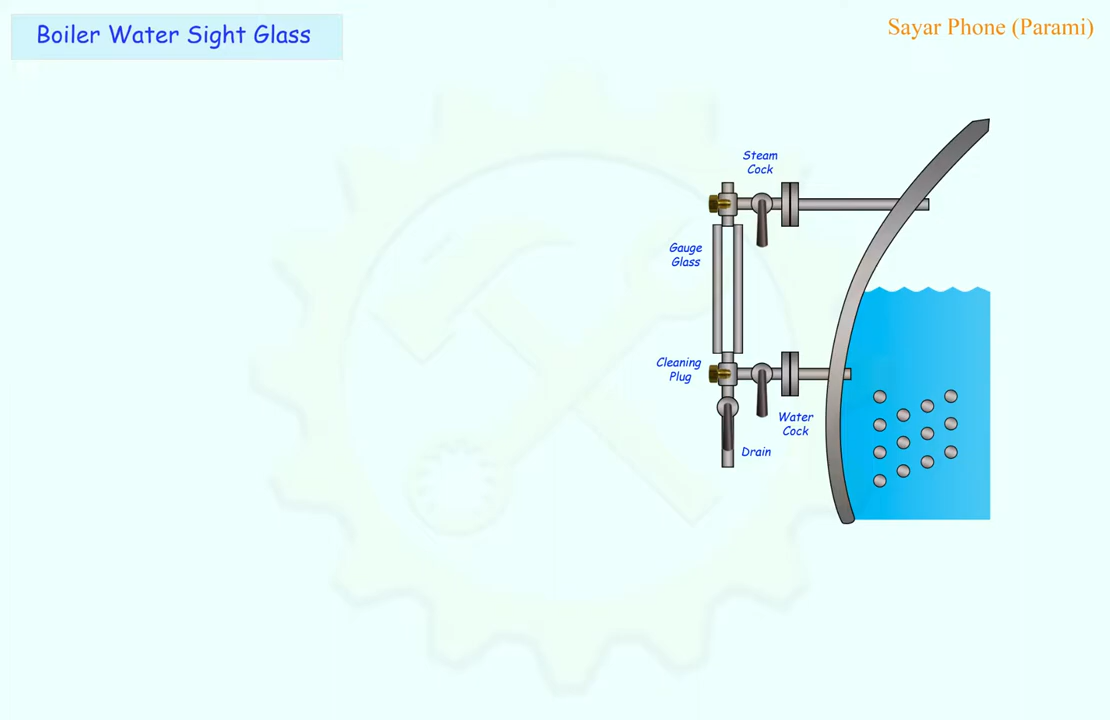 Boiler Water Sight Glass
Sayar Phone (Parami)
Steam
Cock
Gauge
Glass
Cleaning
Plug
Water
Cock
Drain